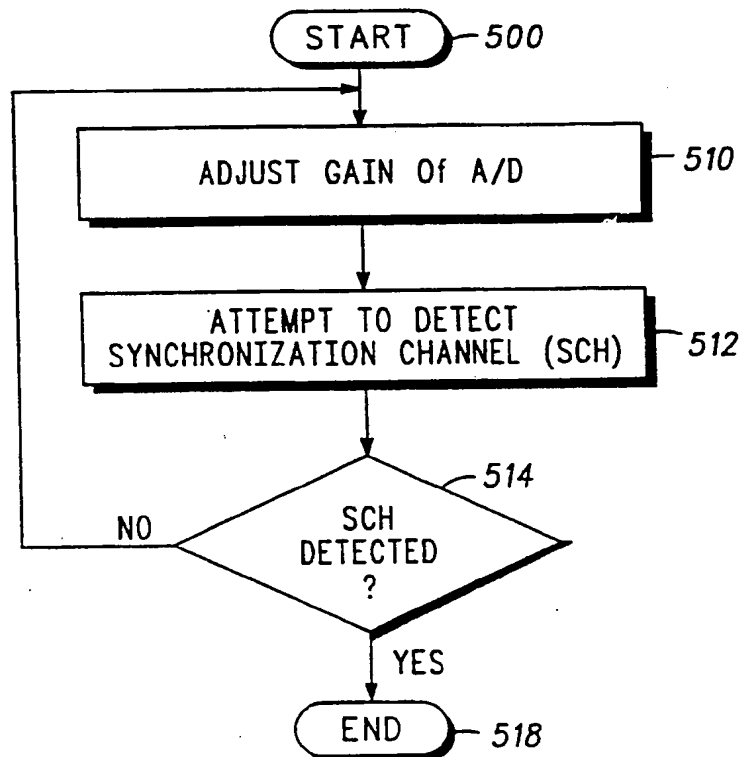 START
500
ADJUST GAIN Of A/D
510
ATTEMPT TO DETECT
SYNCHRONIZATION CHANNEL (SCH)
512
514
NO
SCH
DETECTED
?
YES
END
518